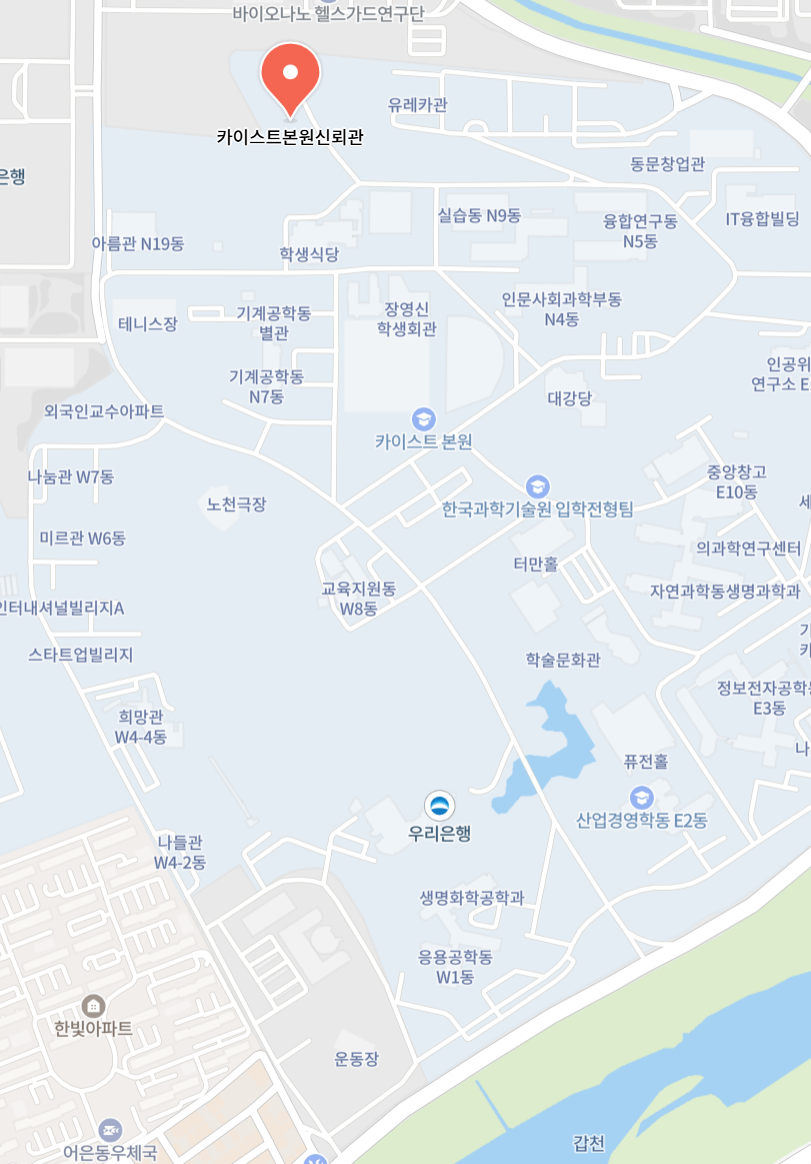 바이오나노 헬스가드연구단
유레카관
카이스트본원신뢰관
동문창업관
은행
실습동 N9동
융합연구동
N5동
IT융합빌딩
아름관 N19동
학생식당
인문사회과학부동
N4동
장영신
학생회관
기계공학동
별관
테니스장
인공위
연구소 E
기계공학동
N7동
대강당
외국인교수아파트
카이스트 본원
나눔관 W7동
중앙창고
E10동
노천극장
한국과학기술원 입학전형팀
세
미르관 W6동
의과학연구센터
터만홀
교육지원동
W8동
자연과학동생명과학과
인터내셔널빌리지A
기
카
스타트업빌리지
학술문화관
정보전자공학동
E3동
희망관
W4-4동
나
퓨전홀
우리은행
산업경영학동 E2동
나들관
W4-2동
생명화학공학과
응용공학동
W1동
한빛아파트
운동장
갑천
어은동우체국